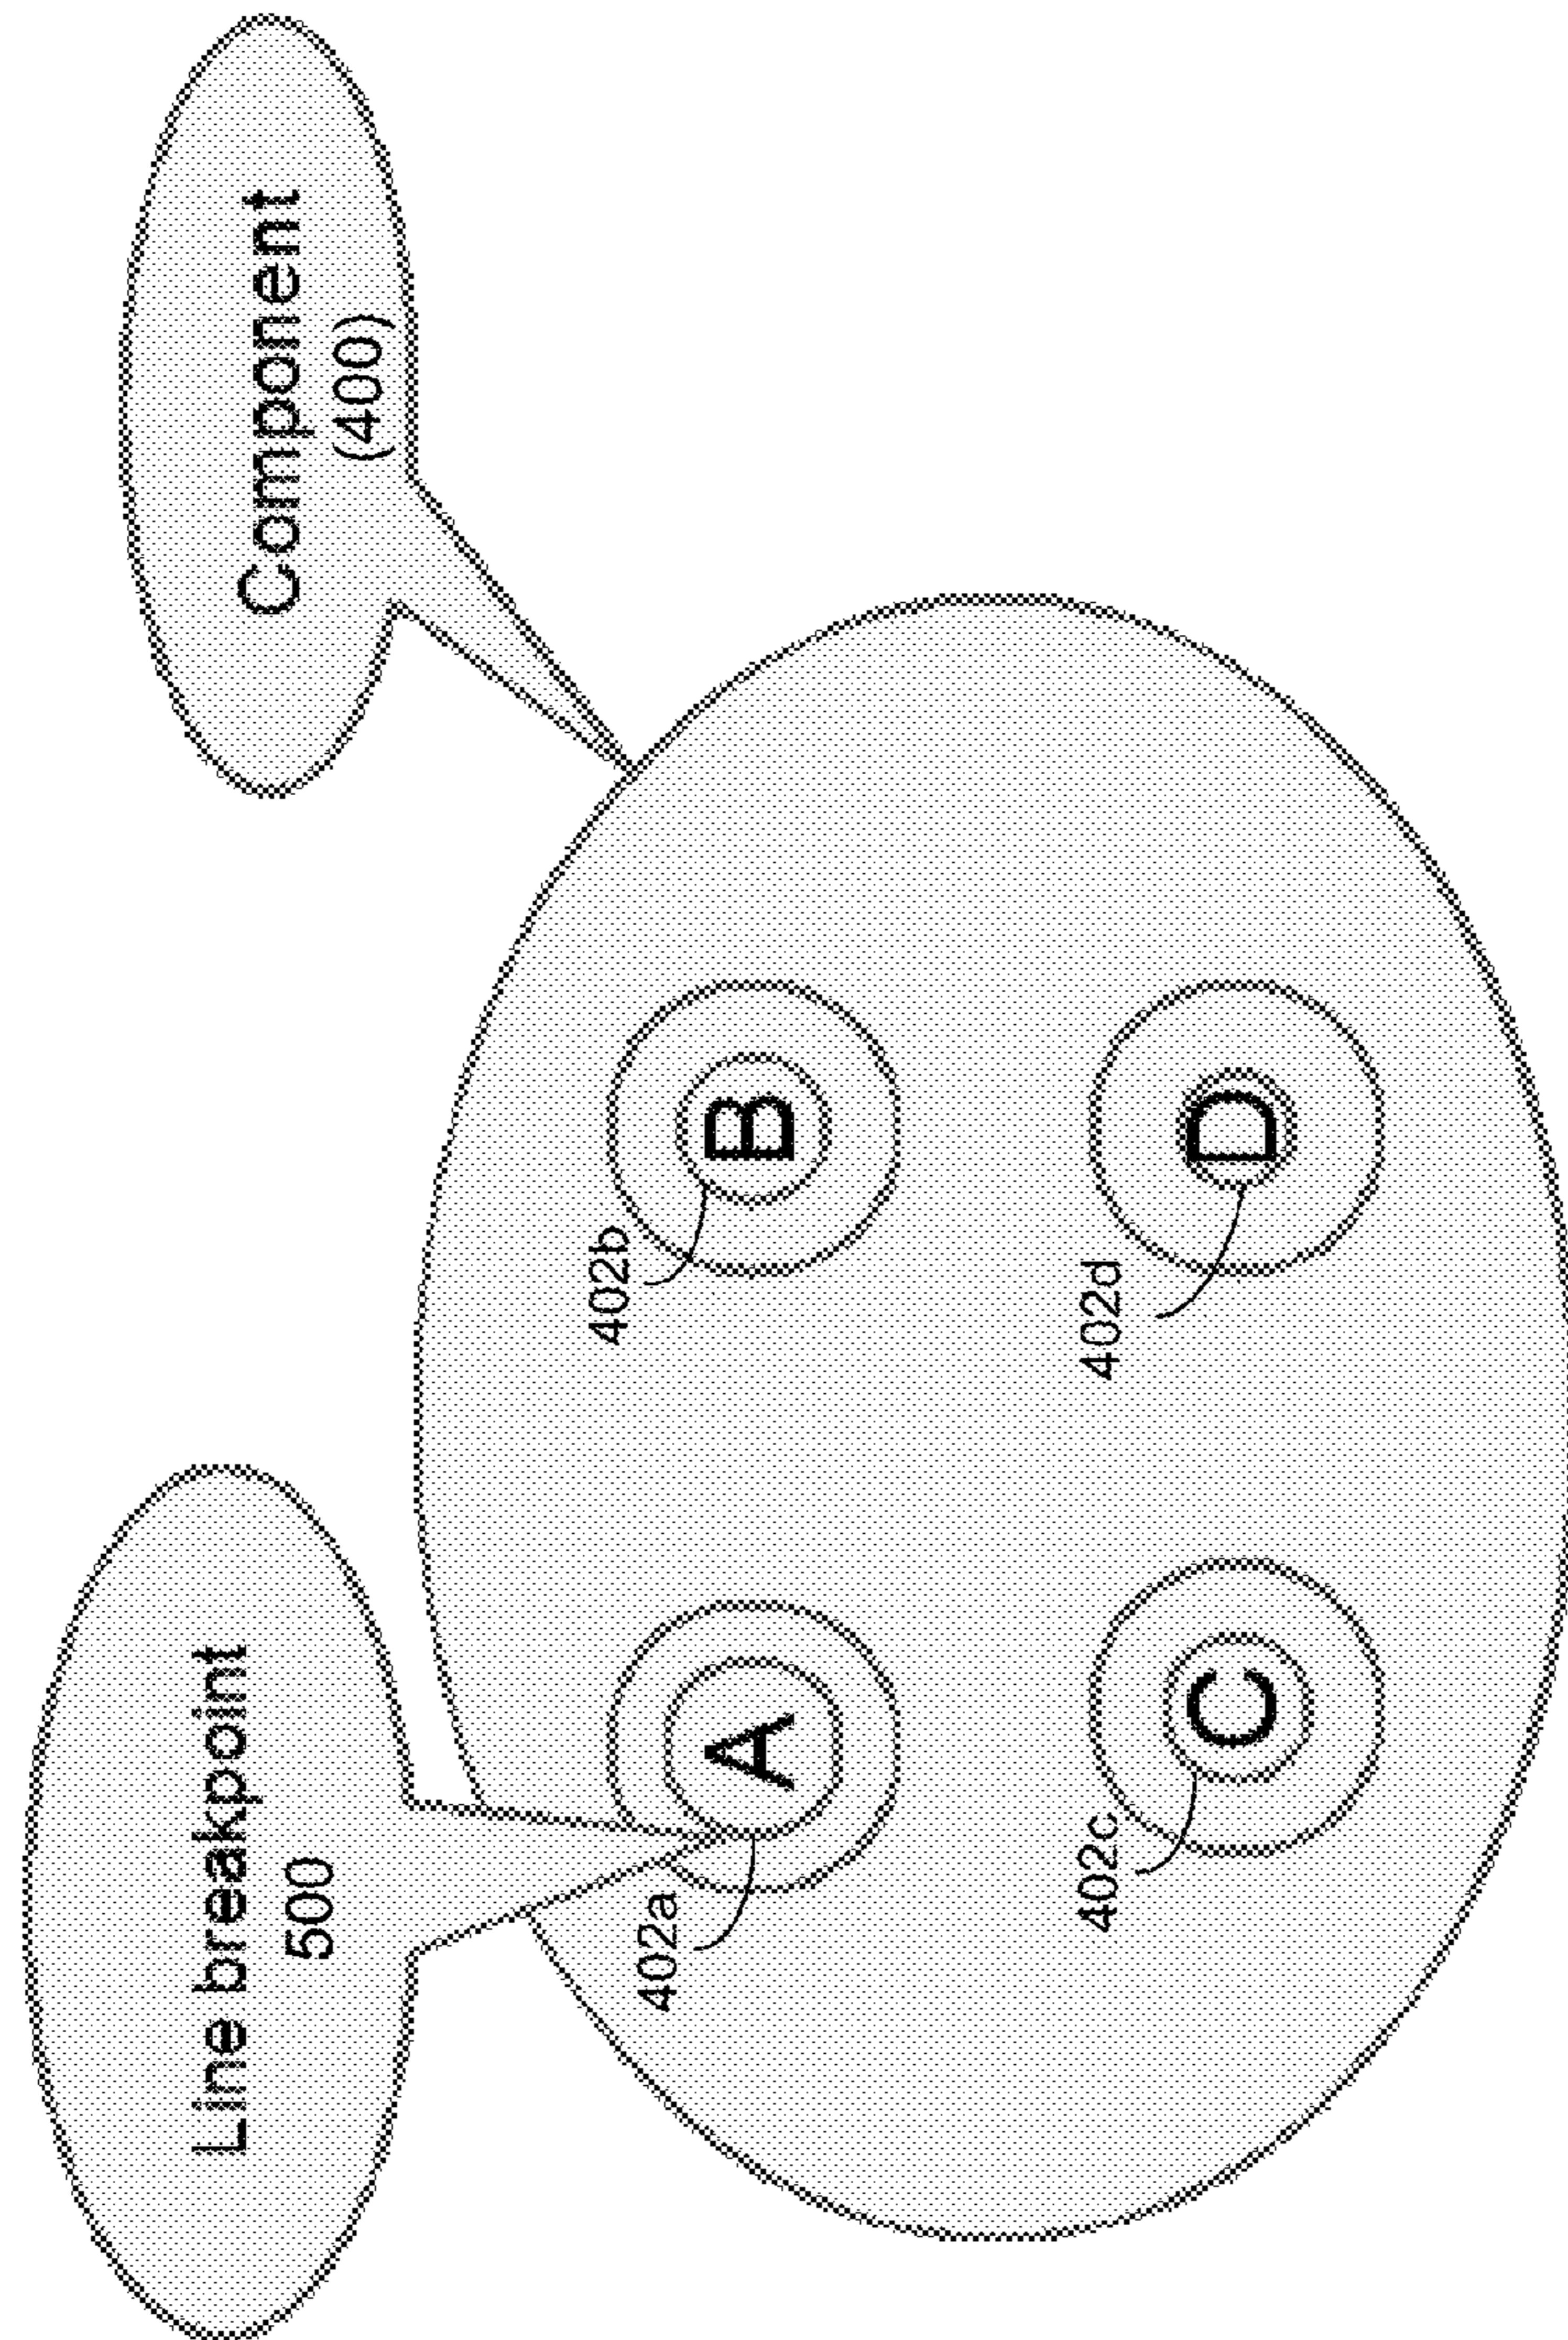 Line breakpoint
500
Component
(400)
402a
A
402b
B
402c
C
402d
D